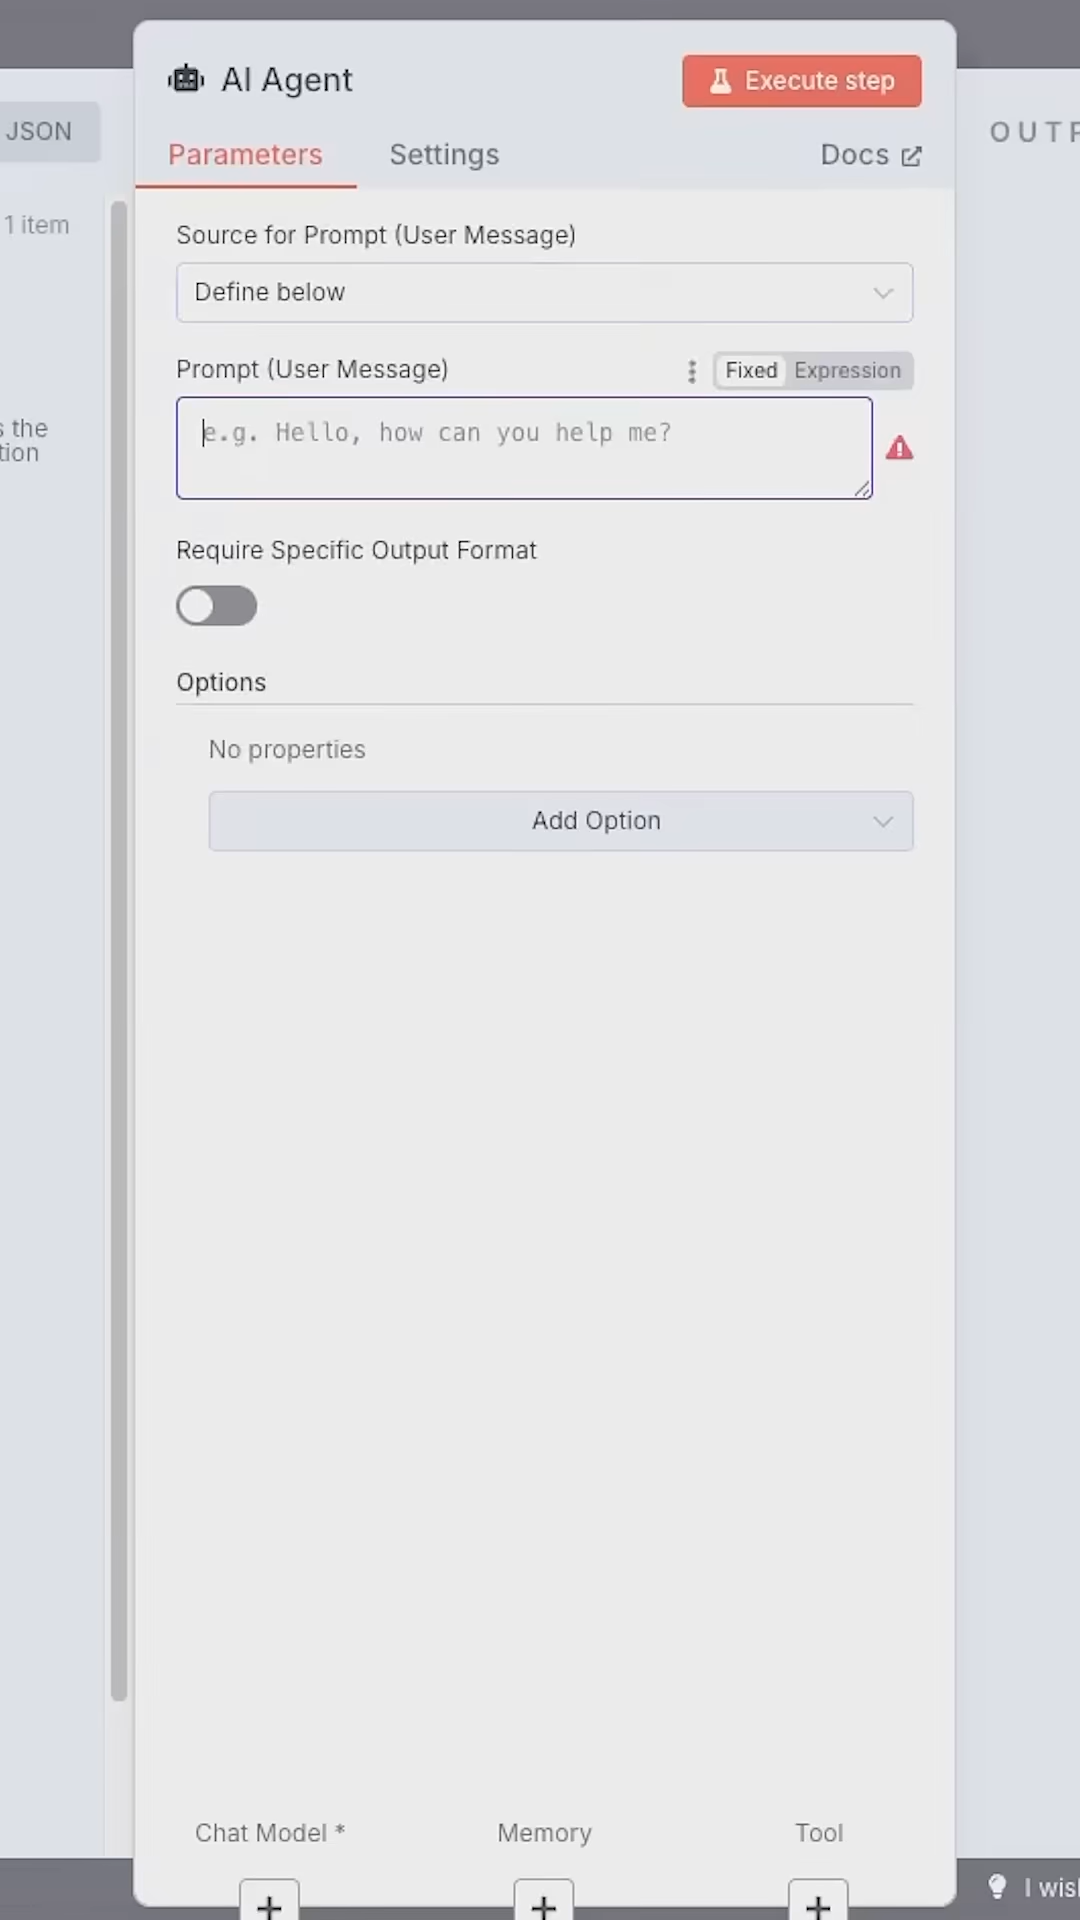 AI Agent
Execute step
JSON
Parameters
Settings
Docs
1 item
Source for Prompt (User Message)
Define below
Prompt (User Message)
Fixed
Expression
e.g. Hello, how can you help me?
s the
tion
Require Specific Output Format
Options
No properties
Add Option
Chat Model *
Memory
Tool
OUTP
I wish